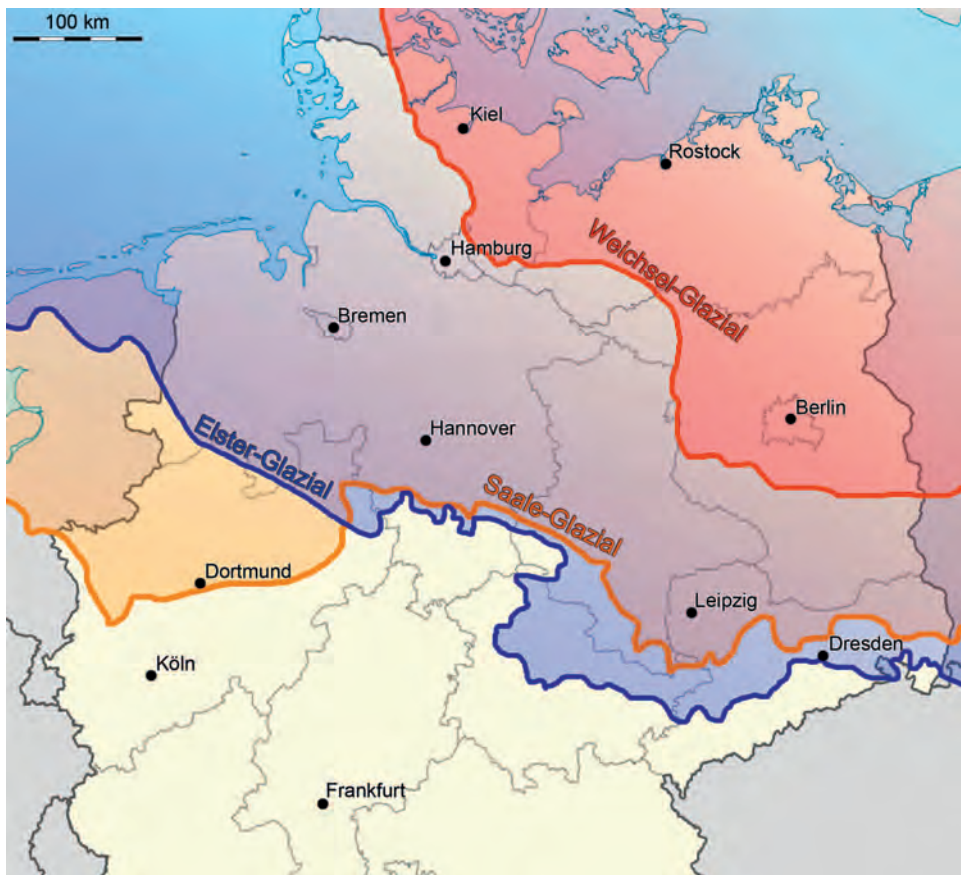 100 km
Kiel
Rostock
Weichsel-Glazial
Hamburg
Bremen
Berlin
Hannover
Elster-Glazial
Saale-Glazial
Dortmund
Leipzig
Dresden
Köln
Frankfurt